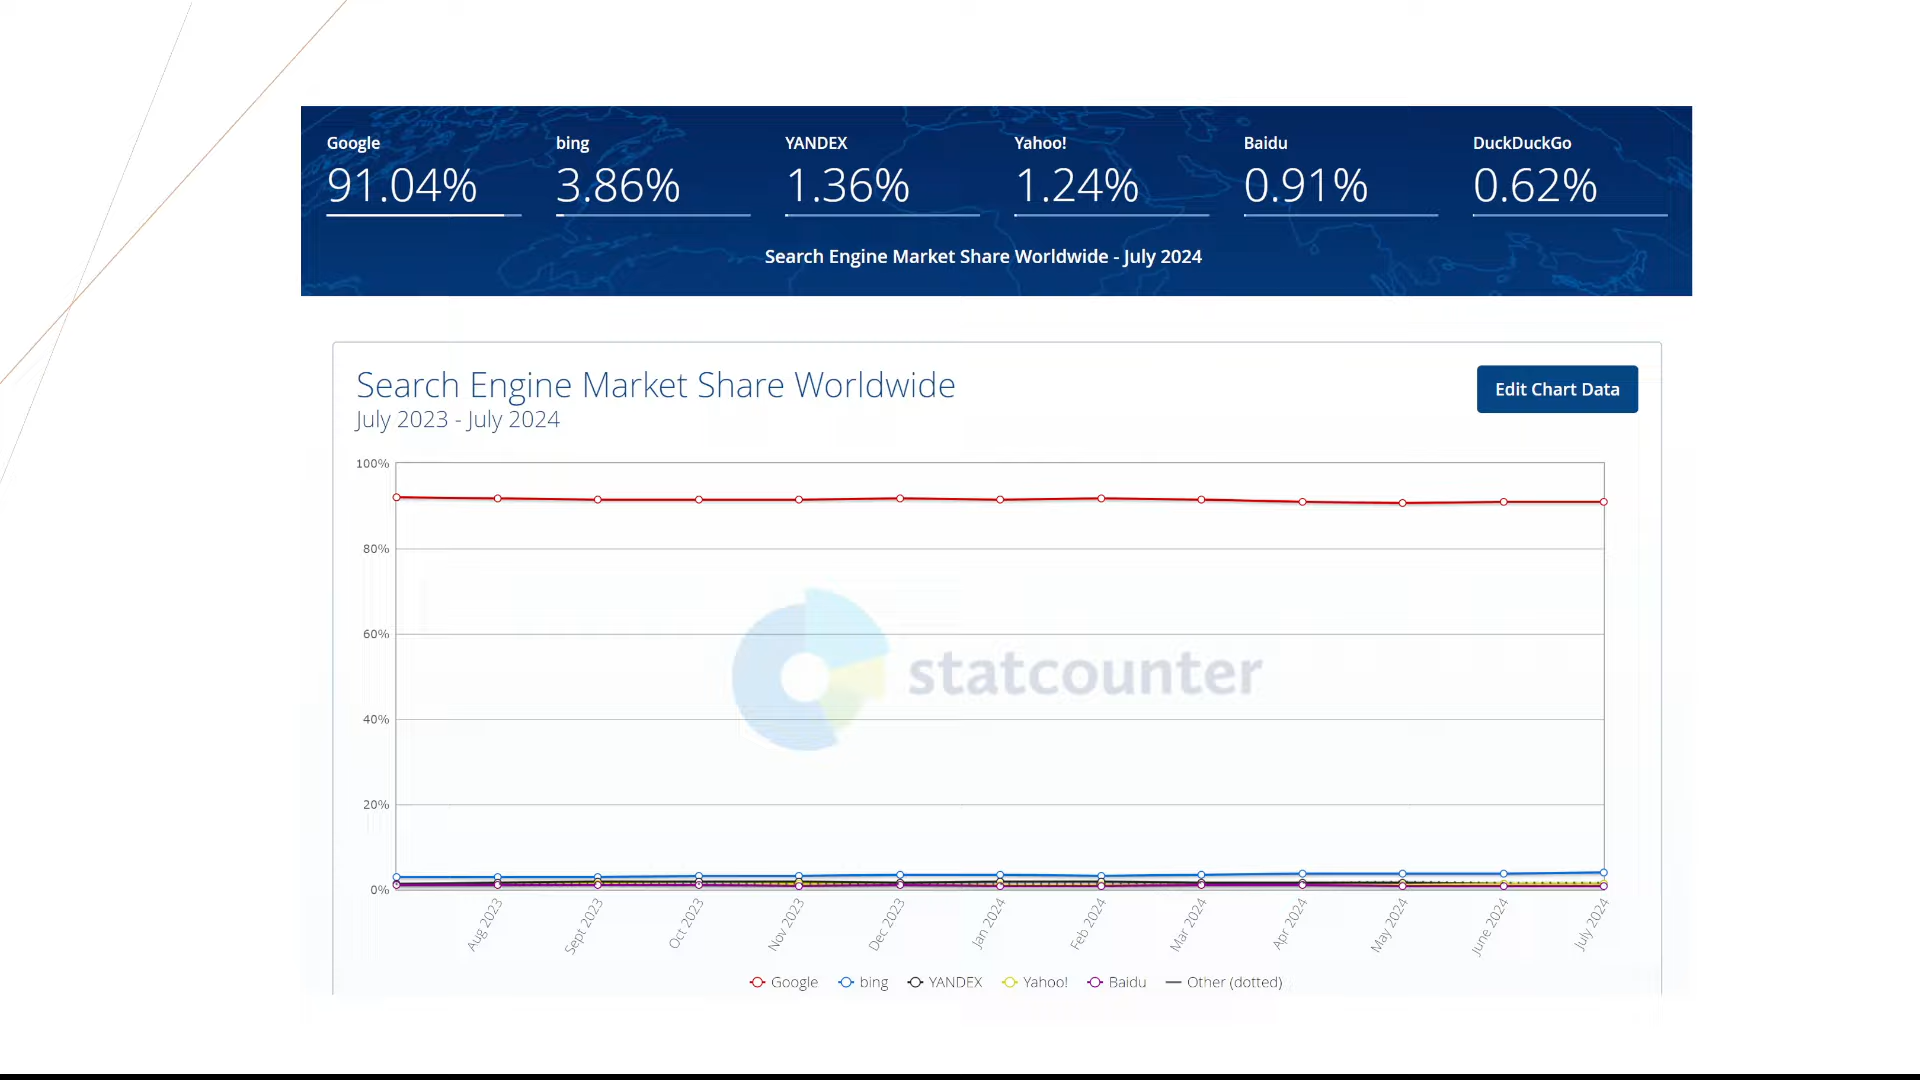 Google bing YANDEX Yahoo! Baidu DuckDuckGo
91.04% 3.86% 1.36% 1.24% 0.91% 0.62%
Search Engine Market Share Worldwide - July 2024
Search Engine Market Share Worldwide
July 2023 - July 2024
Edit Chart Data
100%
80%
60%
40%
20%
0%
statcounter
Aug 2023 Sept 2023 Oct 2023 Nov 2023 Dec 2023 Jan 2024 Feb 2024 Mar 2024 Apr 2024 May 2024 June 2024 July 2024
Google bing YANDEX Yahoo! Baidu Other (dotted)